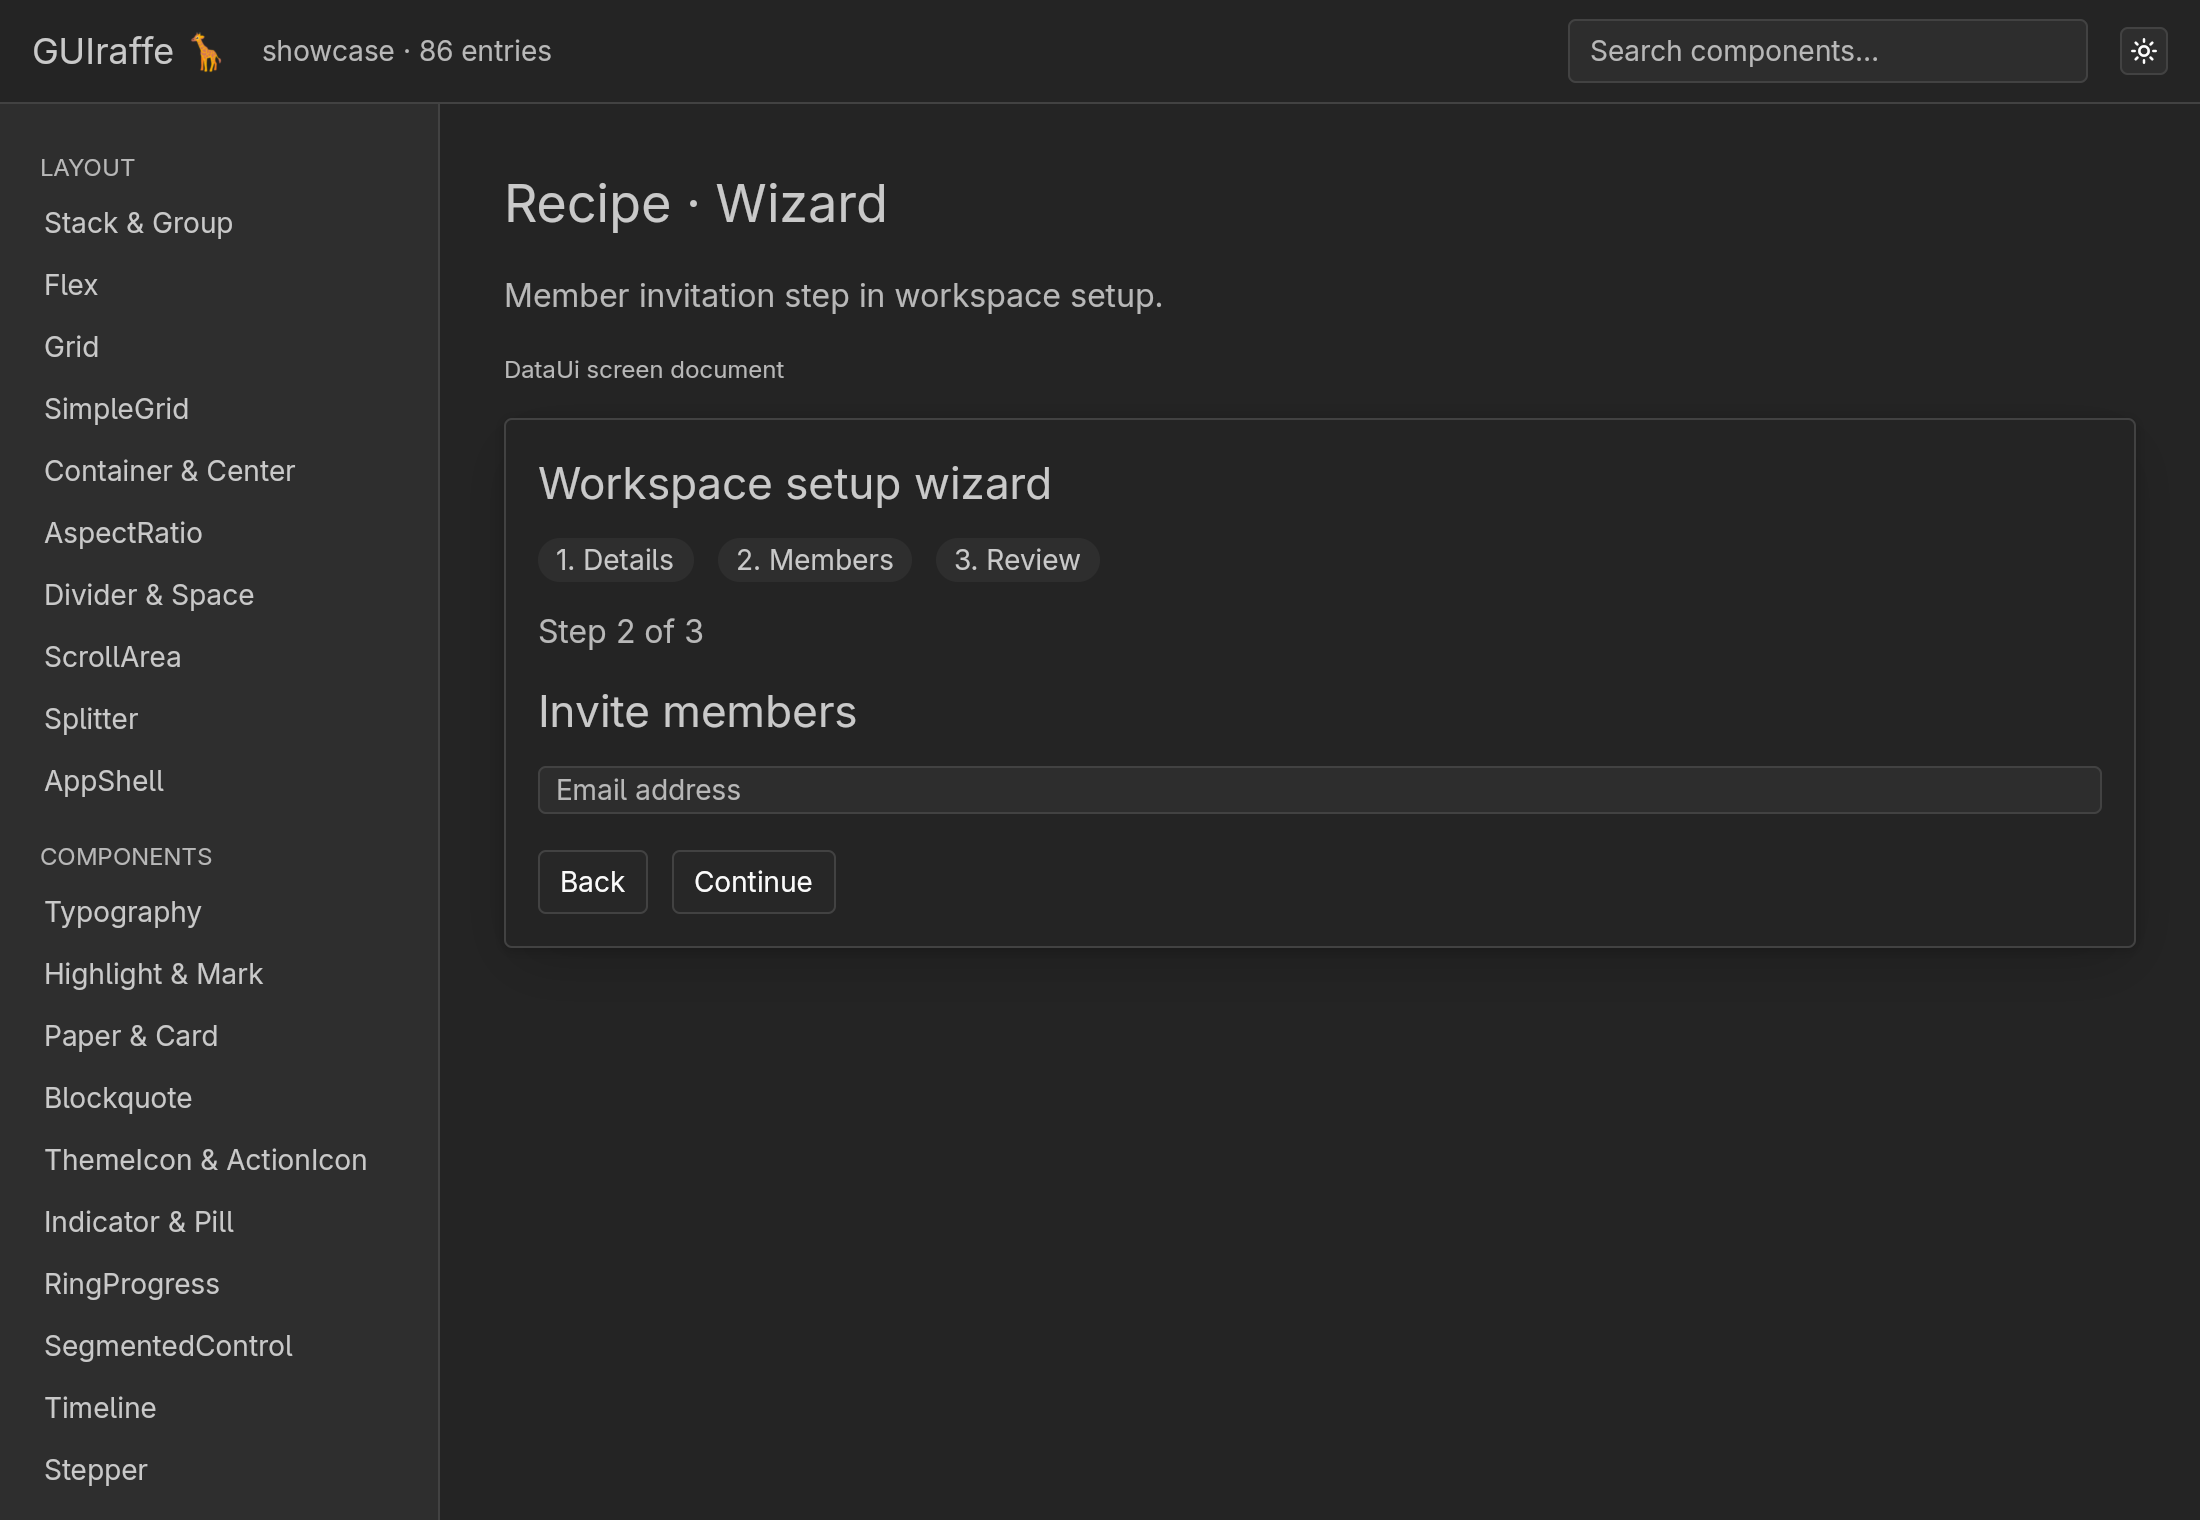 GUIraffe 🦒 showcase · 86 entries
Search components...
LAYOUT
Stack & Group
Flex
Grid
SimpleGrid
Container & Center
AspectRatio
Divider & Space
ScrollArea
Splitter
AppShell
COMPONENTS
Typography
Highlight & Mark
Paper & Card
Blockquote
ThemeIcon & ActionIcon
Indicator & Pill
RingProgress
SegmentedControl
Timeline
Stepper
Recipe · Wizard
Member invitation step in workspace setup.
DataUi screen document
Workspace setup wizard
1. Details 2. Members 3. Review
Step 2 of 3
Invite members
Email address
Back Continue